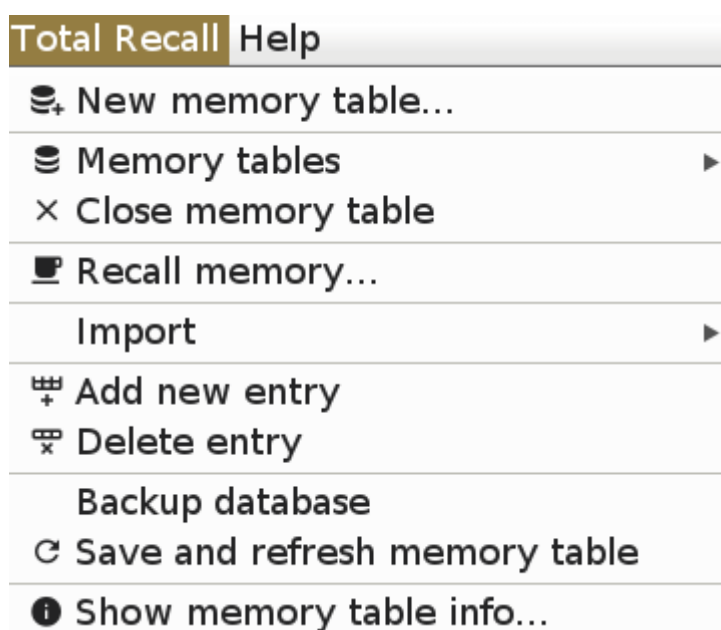 Total Recall Help
New memory table...
Memory tables
Close memory table
Recall memory...
Import
Add new entry
Delete entry
Backup database
Save and refresh memory table
Show memory table info...